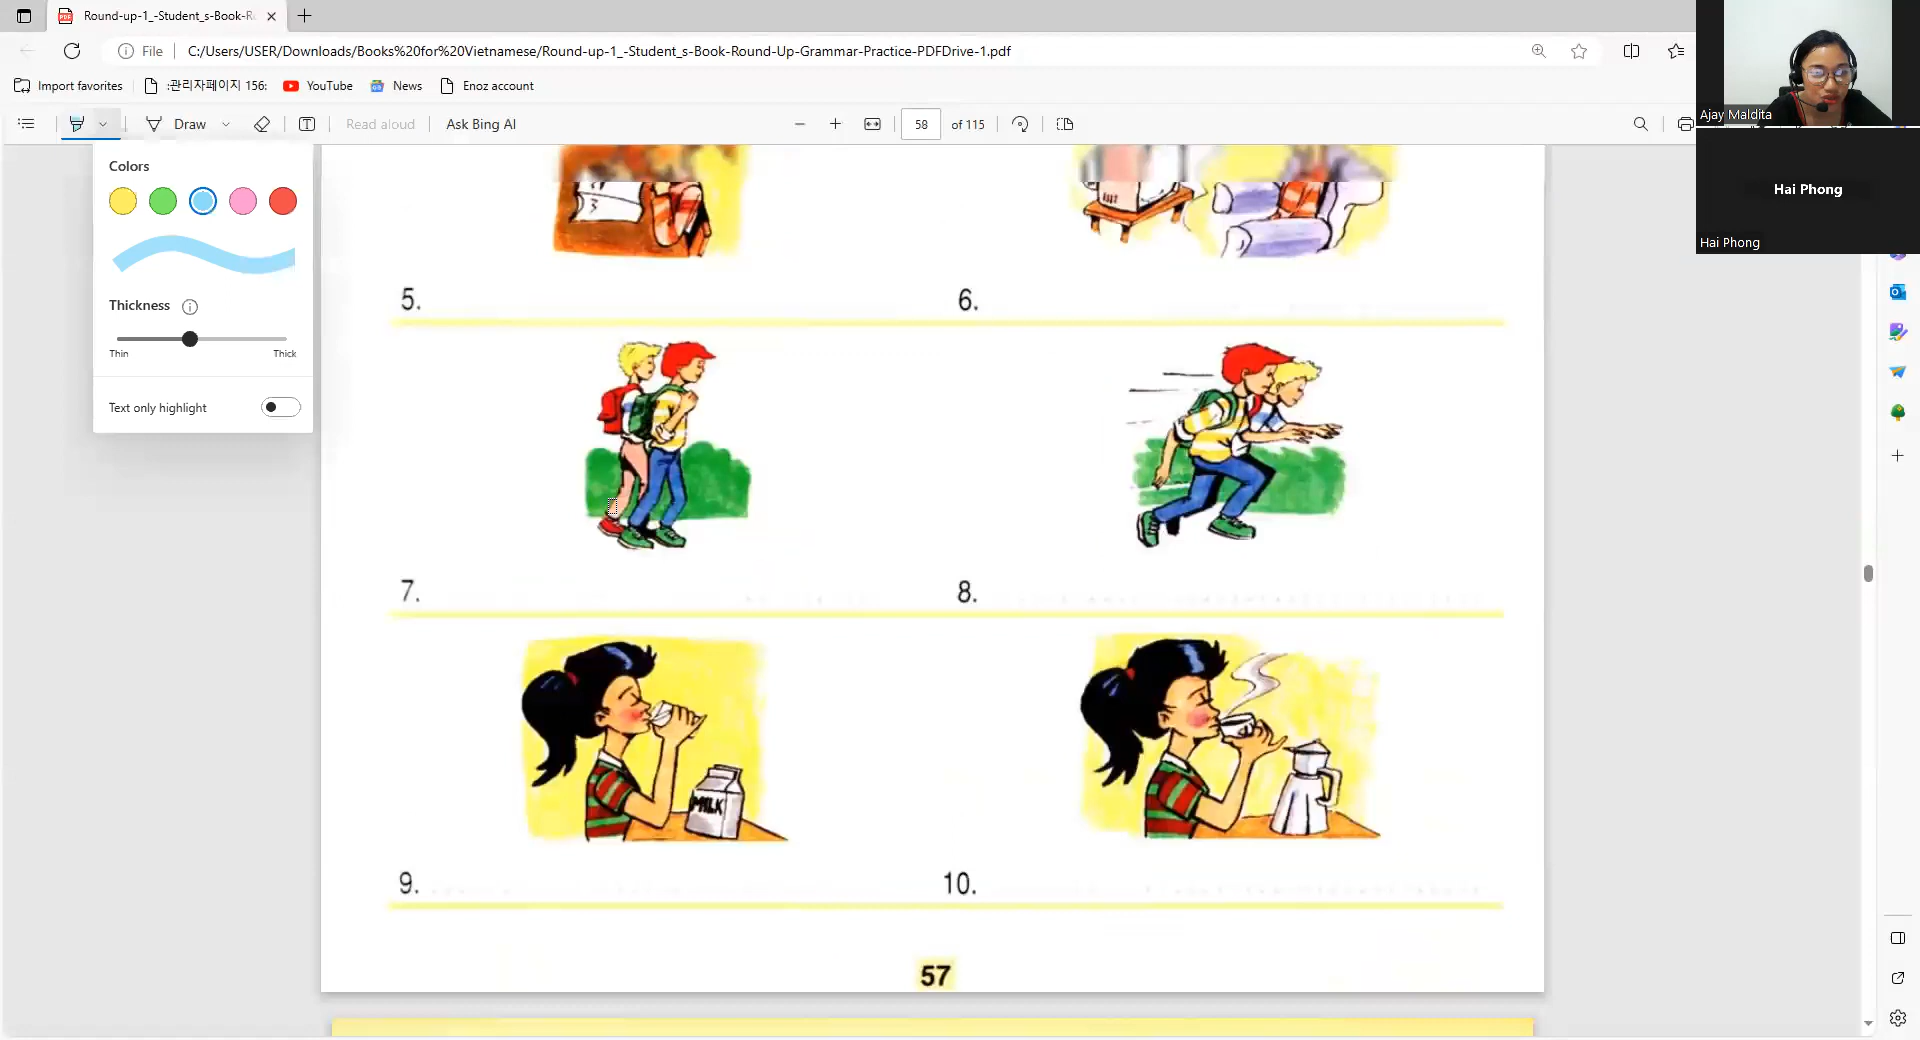 Round-up-1_-Student_s-Book-R
File
C:/Users/USER/Downloads/Books%20for%20Vietnamese/Round-up-1_-Student_s-Book-Round-Up-Grammar-Practice-PDFDrive-1.pdf
Import favorites
:관리자페이지 156:
YouTube
News
Enoz account
Draw
Read aloud
Ask Bing AI
58
of 115
Ajay Maldita
Hai Phong
Hai Phong
Colors
Thickness
Thin
Thick
Text only highlight
5.
6.
7.
8.
MILK
9.
10.
57